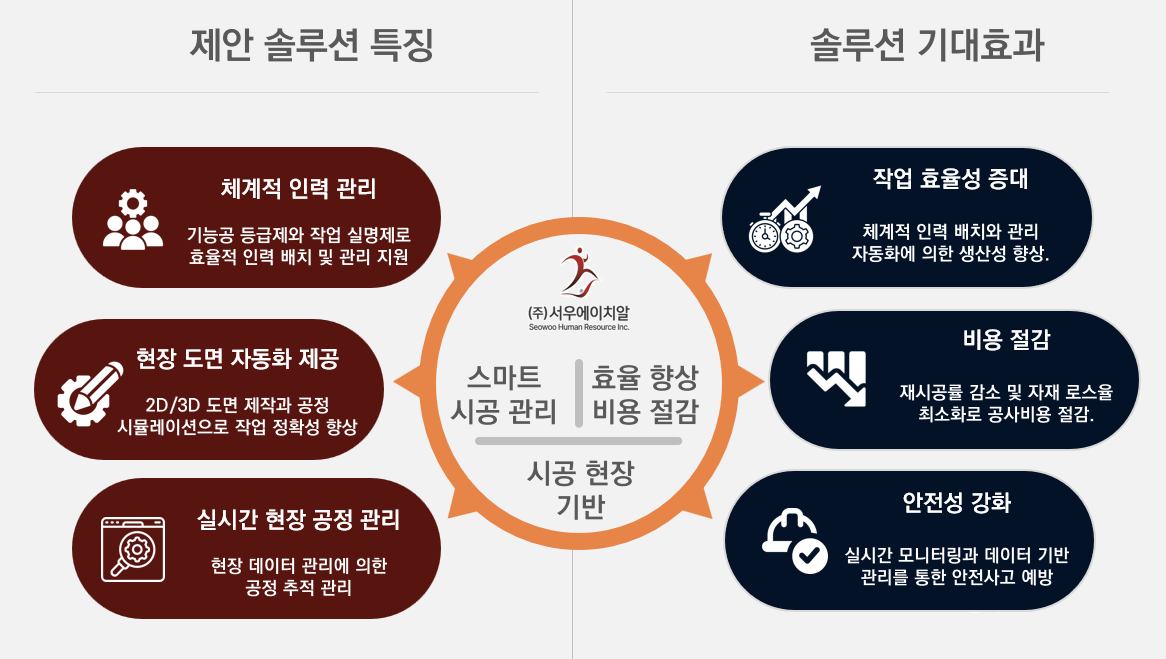 제안 솔루션 특징
체계적 인력 관리
기능공 등급제와 작업 실명제로
효율적 인력 배치 및 관리 지원
현장 도면 자동화 제공
2D/3D 도면 제작과 공정
시뮬레이션으로 작업 정확성 향상
실시간 현장 공정 관리
현장 데이터 관리에 의한
공정 추적 관리
(주)서우에이치알
Seowoo Human Resource Inc.
스마트
시공 관리
효율 향상
비용 절감
시공 현장
기반
솔루션 기대효과
작업 효율성 증대
체계적 인력 배치와 관리
자동화에 의한 생산성 향상.
비용 절감
재시공률 감소 및 자재 로스율
최소화로 공사비용 절감.
안전성 강화
실시간 모니터링과 데이터 기반
관리를 통한 안전사고 예방